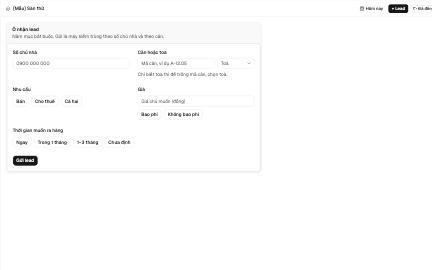 (Mẫu) Sàn thử
Hôm nay
+ Lead
Ô nhận lead
Năm mục bắt buộc. Gửi là máy kiểm trùng theo số chủ nhà và theo căn.
Số chủ nhà
0900 000 000
Căn hoặc toà
Mã căn, ví dụ A-12.05
Toà
Chỉ biết toà thì để trống mã căn, chọn toà.
Nhu cầu
Bán
Cho thuê
Cả hai
Giá
Giá chủ muốn (đồng)
Bao phí
Không bao phí
Thời gian muốn ra hàng
Ngay
Trong 1 tháng
1-3 tháng
Chưa định
Gửi lead